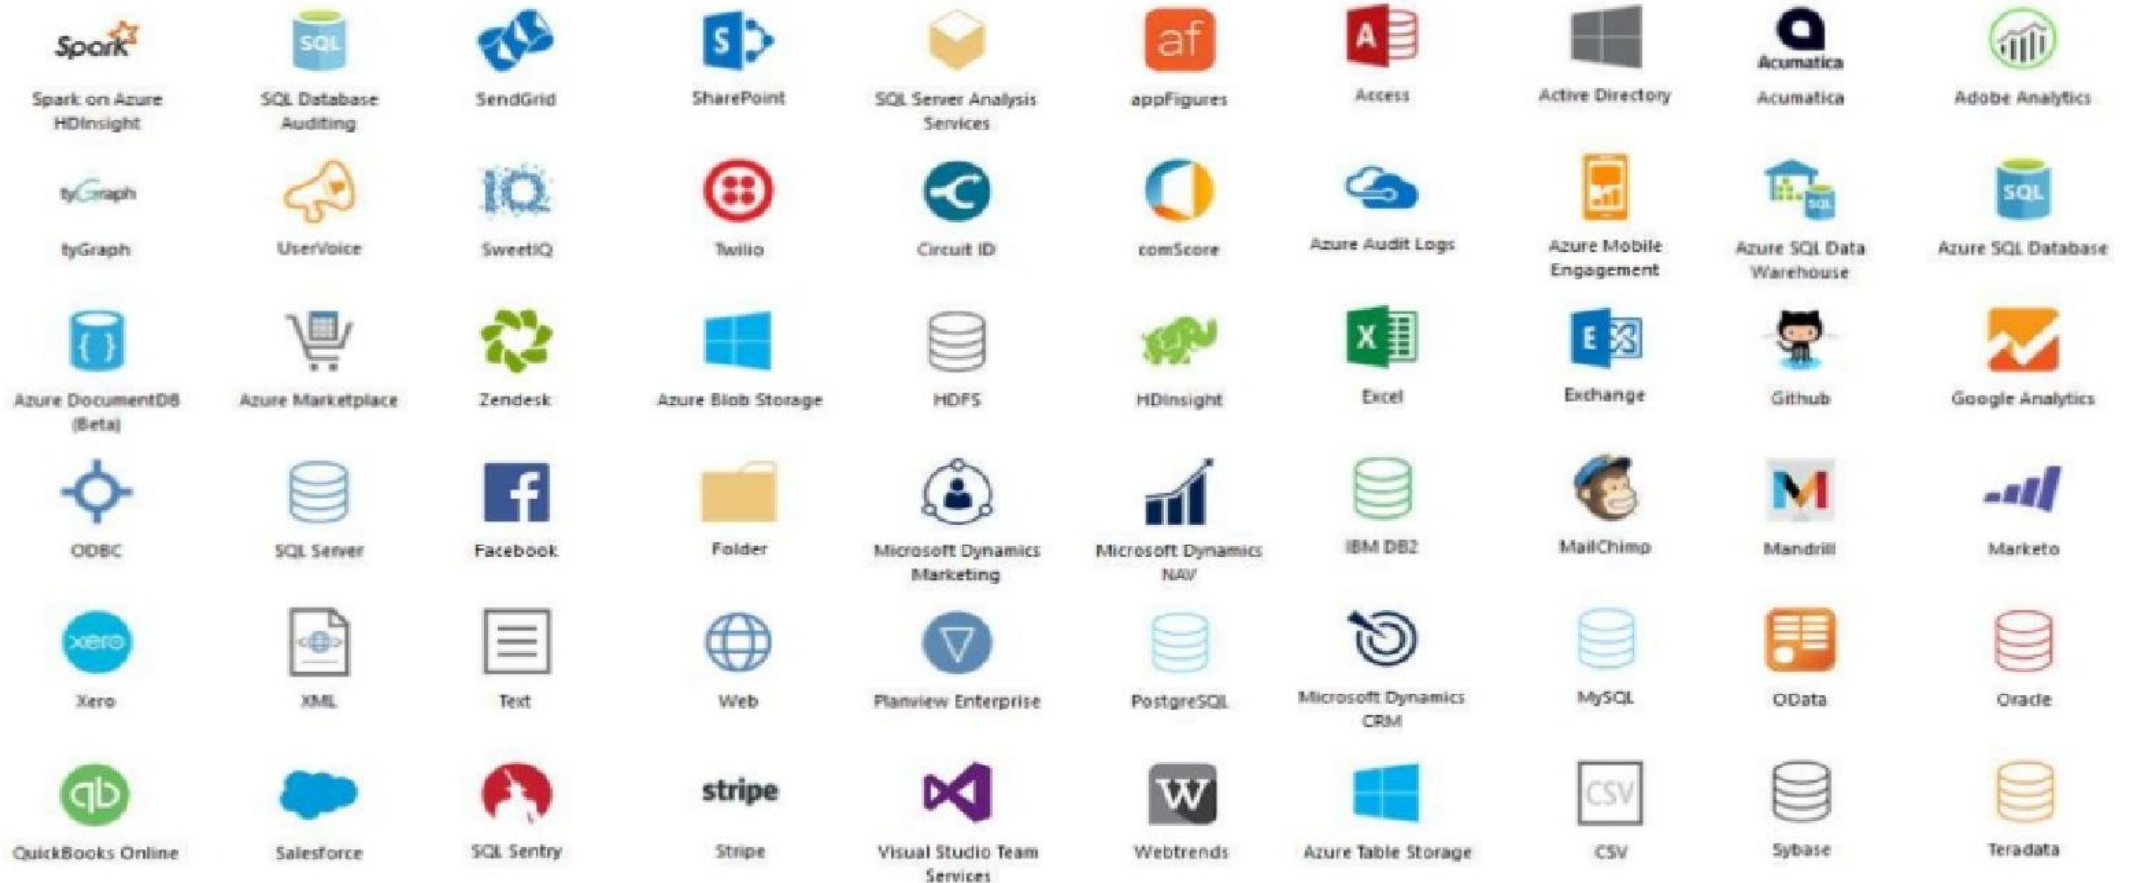 Spark
SQL
S
af
A
Acumatica
Spark on Azure
HDInsight
SQL Database
Auditing
SendGrid
SharePoint
SQL Server Analysis
Services
appFigures
Access
Active Directory
Acumatica
Adobe Analytics
tyGraph
IQ
SQL
SQL
tyGraph
UserVoice
SweetIQ
Twilio
Circuit ID
comScore
Azure Audit Logs
Azure Mobile
Engagement
Azure SQL Data
Warehouse
Azure SQL Database
{ }
X
E
Azure DocumentDB
(Beta)
Azure Marketplace
Zendesk
Azure Blob Storage
HDFS
HDInsight
Excel
Exchange
Github
Google Analytics
f
M
ODBC
SQL Server
Facebook
Folder
Microsoft Dynamics
Marketing
Microsoft Dynamics
NAV
IBM DB2
MailChimp
Mandrill
Marketo
xero
Xero
XML
Text
Web
Planview Enterprise
PostgreSQL
Microsoft Dynamics
CRM
MySQL
OData
Oracle
qb
stripe
W
CSV
QuickBooks Online
Salesforce
SQL Sentry
Stripe
Visual Studio Team
Services
Webtrends
Azure Table Storage
CSV
Sybase
Teradata